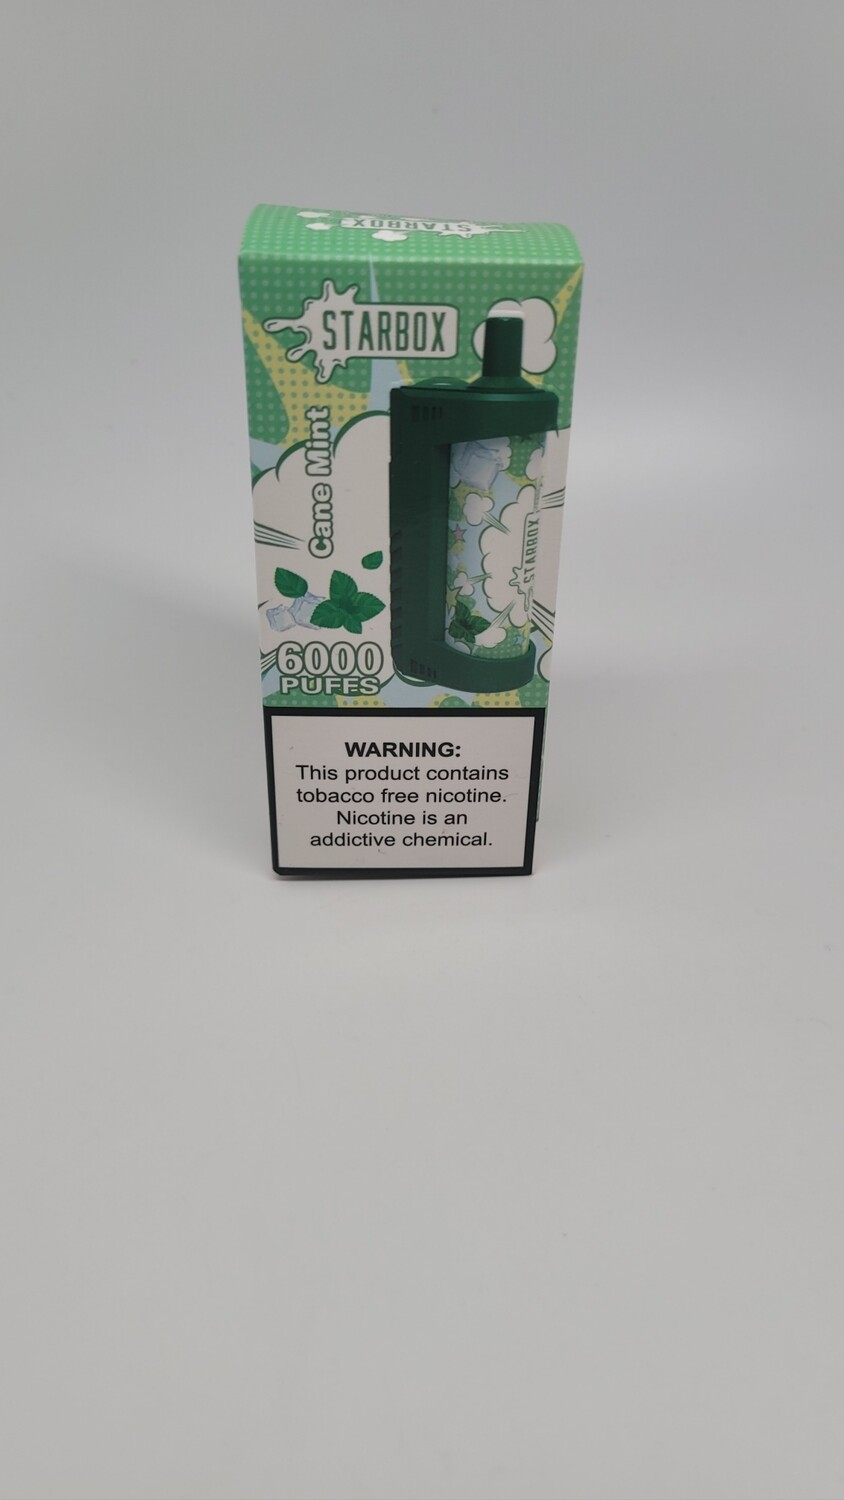 STARBOX
STARBOX
Cane Mint
STARBOX
6000
PUFFS
WARNING:
This product contains
tobacco free nicotine.
Nicotine is an
addictive chemical.